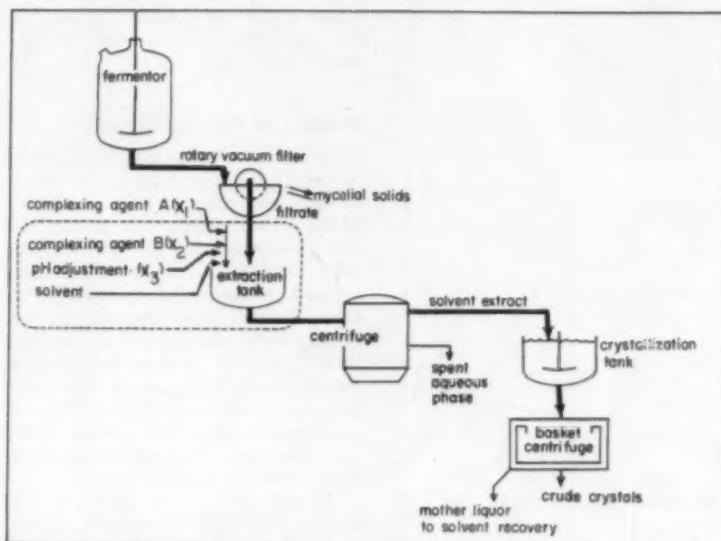 fermentor
rotary vacuum filter
mycelial solids
filtrate
complexing agent A(X₁)
complexing agent B(X₂)
pH adjustment (X₃)
solvent
extraction
tank
centrifuge
solvent extract
spent
aqueous
phase
crystallization
tank
basket
centrifuge
mother liquor
to solvent recovery
crude crystals